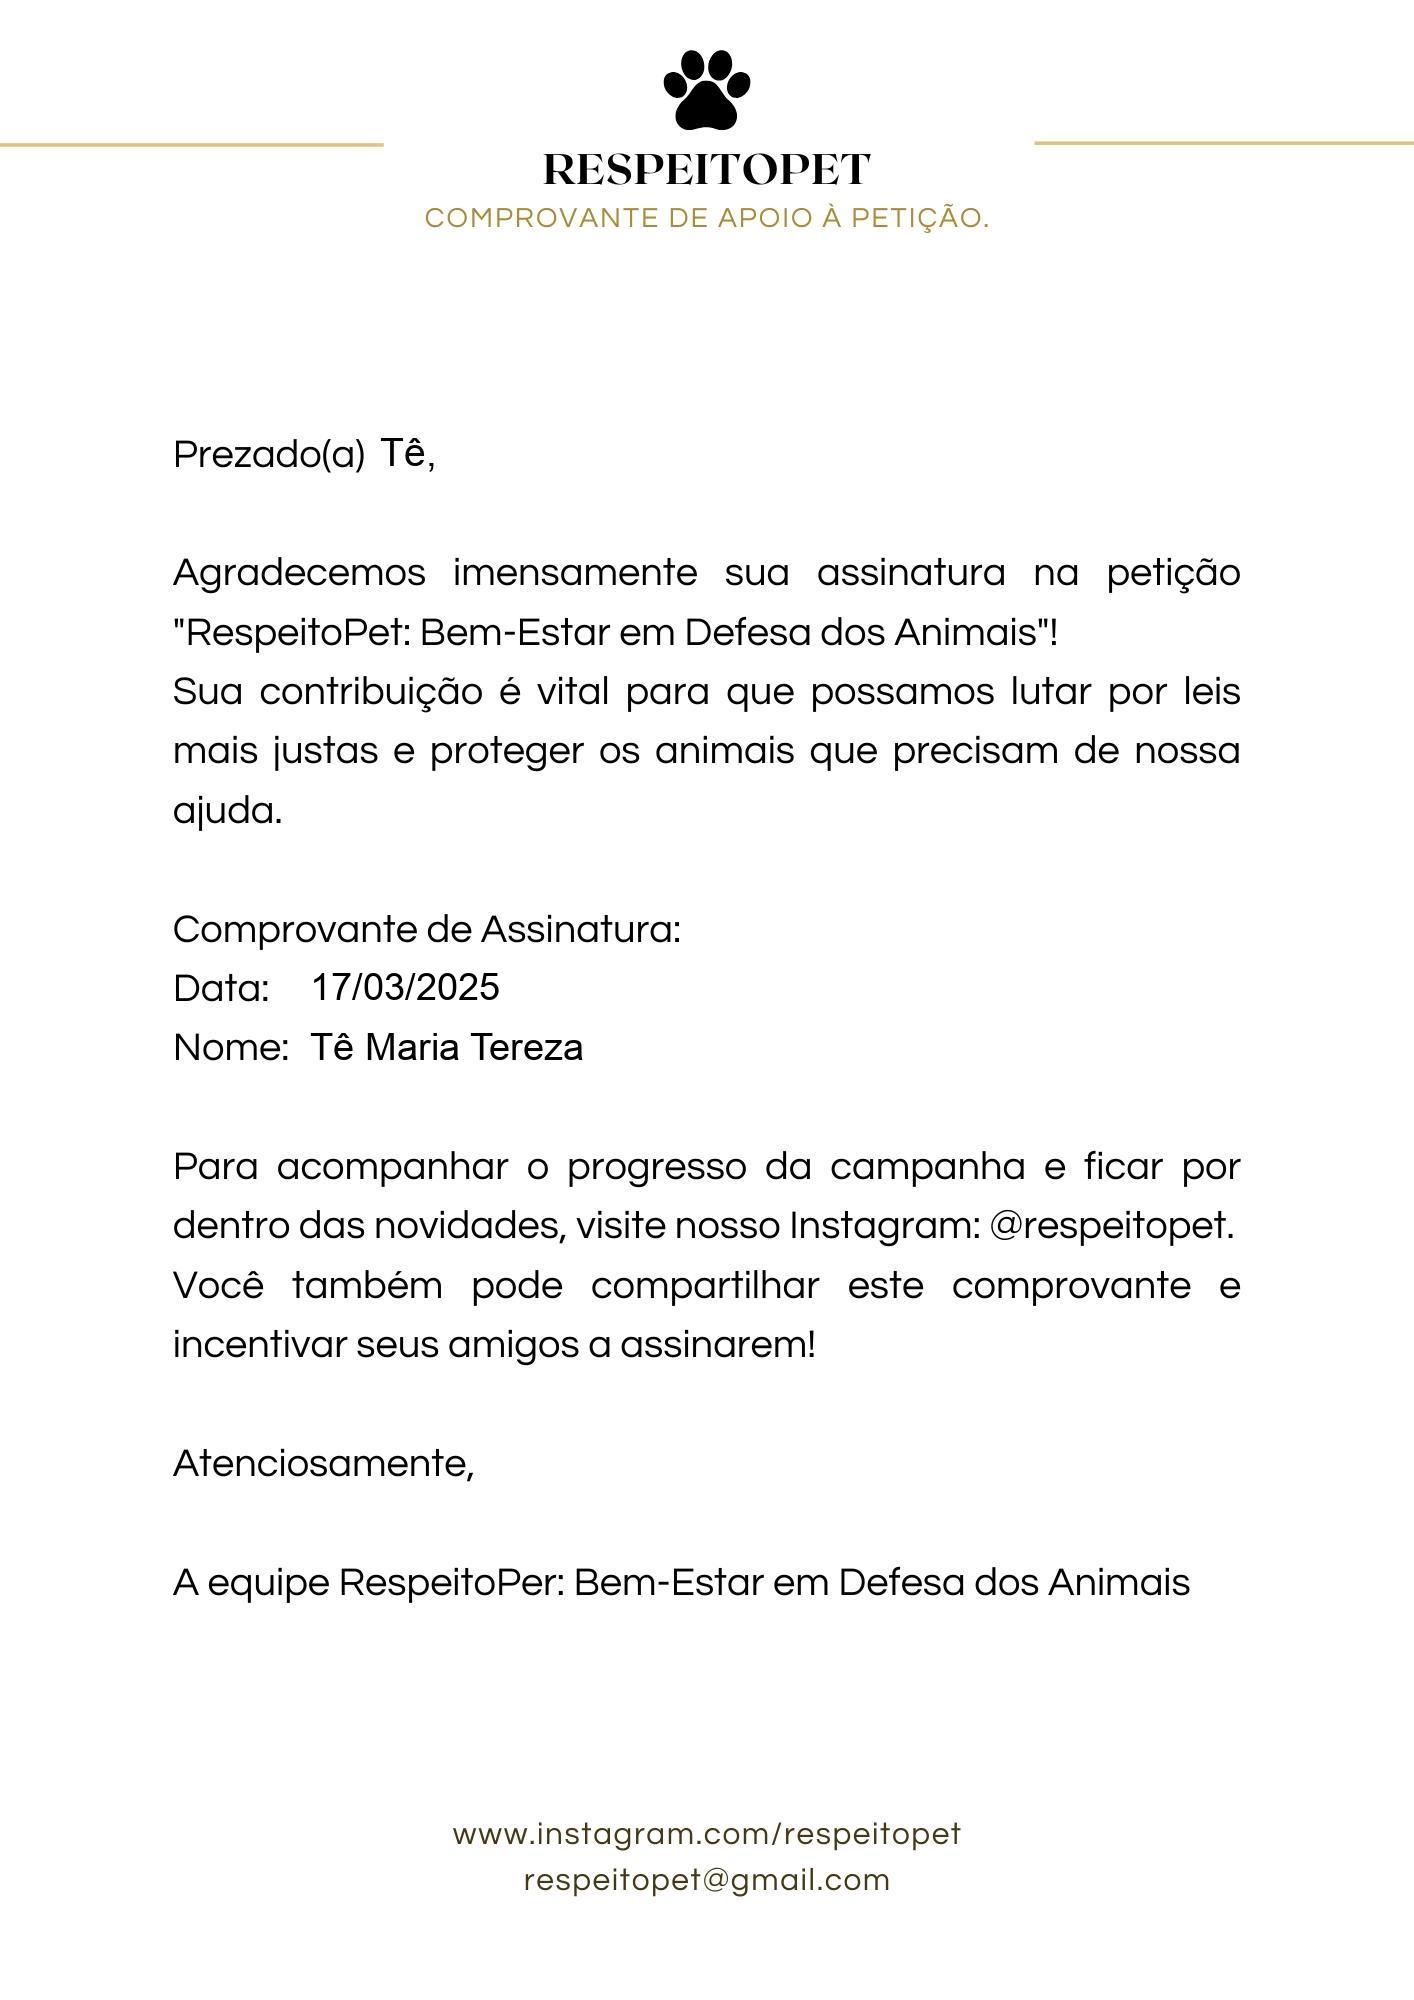 RESPEITOPET
COMPROVANTE DE APOIO À PETIÇÃO.
Prezado(a) Tê,
Agradecemos imensamente sua assinatura na petição
"RespeitoPet: Bem-Estar em Defesa dos Animais"!
Sua contribuição é vital para que possamos lutar por leis
mais justas e proteger os animais que precisam de nossa
ajuda.
Comprovante de Assinatura:
Data: 17/03/2025
Nome: Tê Maria Tereza
Para acompanhar o progresso da campanha e ficar por
dentro das novidades, visite nosso Instagram: @respeitopet.
Você também pode compartilhar este comprovante e
incentivar seus amigos a assinarem!
Atenciosamente,
A equipe RespeitoPer: Bem-Estar em Defesa dos Animais
www.instagram.com/respeitopet
respeitopet@gmail.com